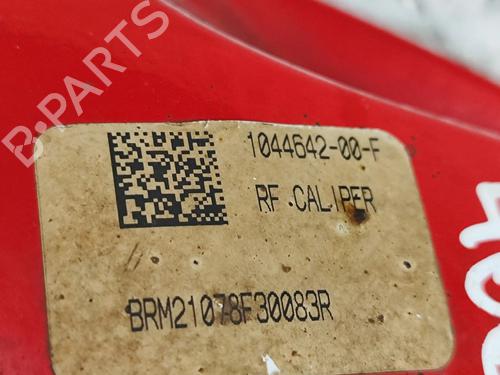 B-PARTS
1044642-00-F
RF CALIPER
BRM21078F30083R